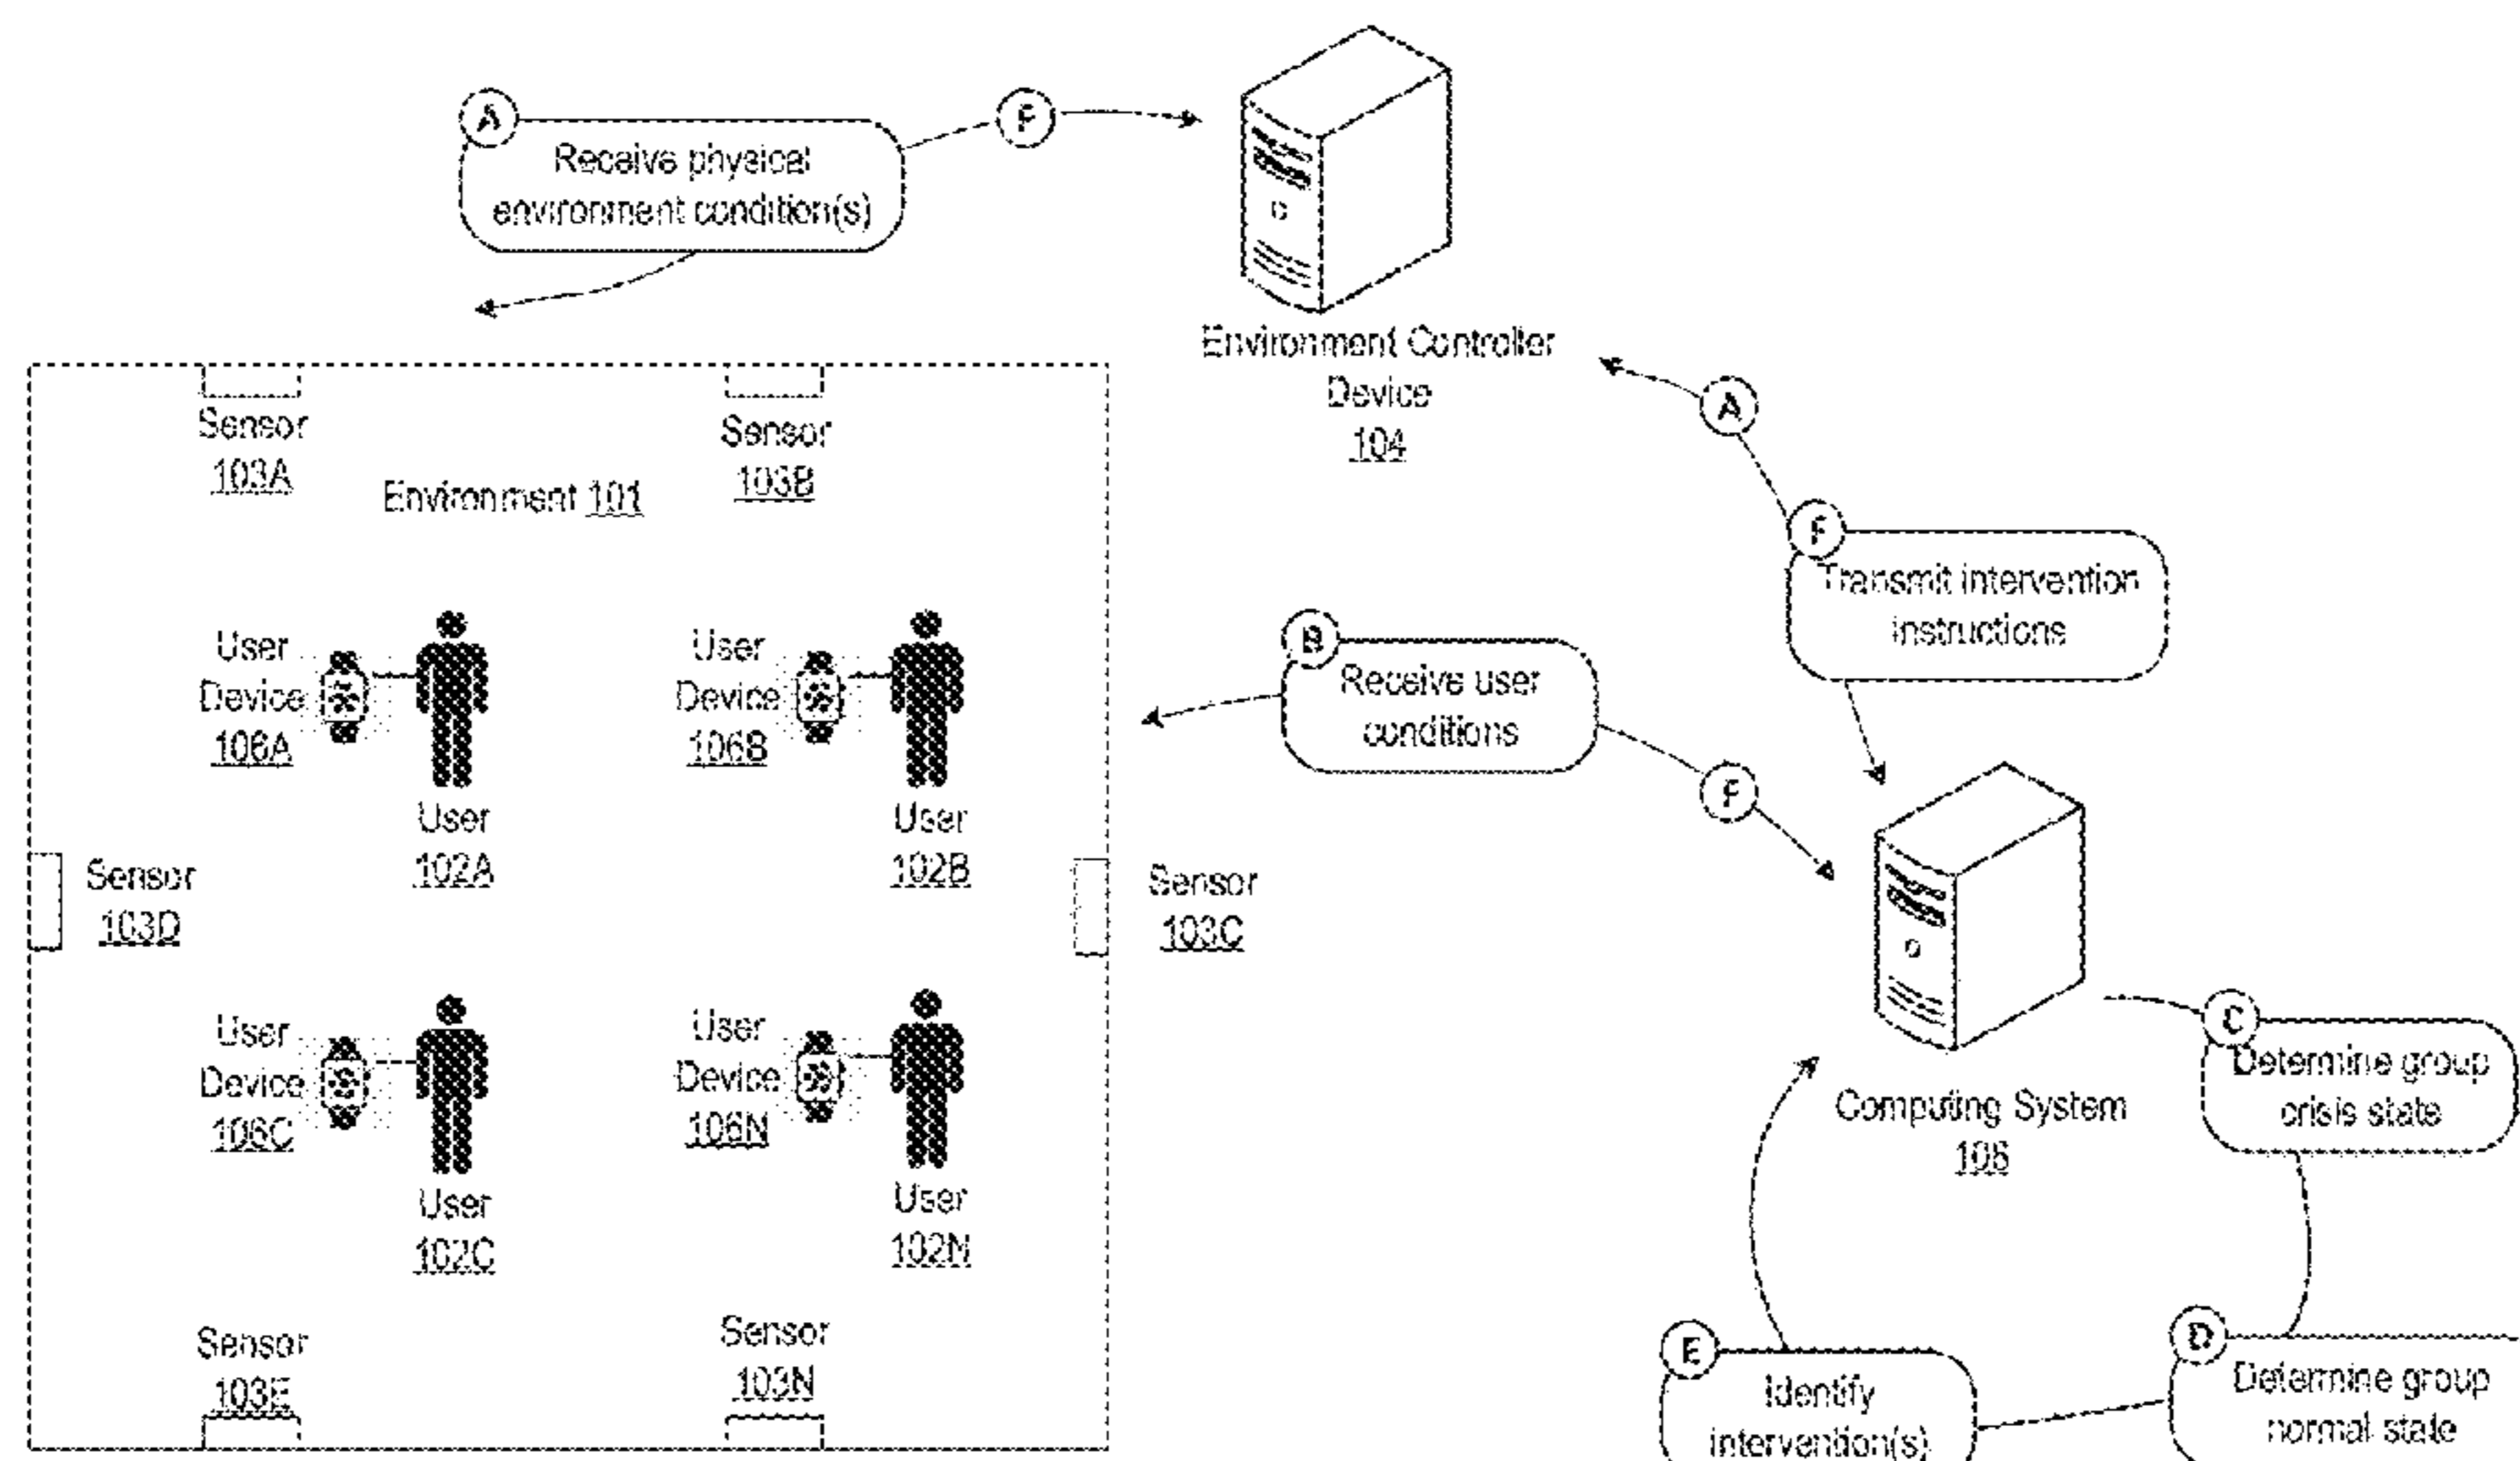 A
Receive physical
environment condition(s)
F
Environment Controller
Device
104
A
F
Transmit intervention
instructions
Sensor
103A
Sensor
103B
Environment 101
User
Device
106A
User
102A
User
Device
106B
User
102B
B
Receive user
conditions
F
Sensor
103D
Sensor
103C
User
Device
106C
User
102C
User
Device
106N
User
102N
Computing System
106
C
Determine group
crisis state
D
Determine group
normal state
E
Identify
intervention(s)
Sensor
103E
Sensor
103N